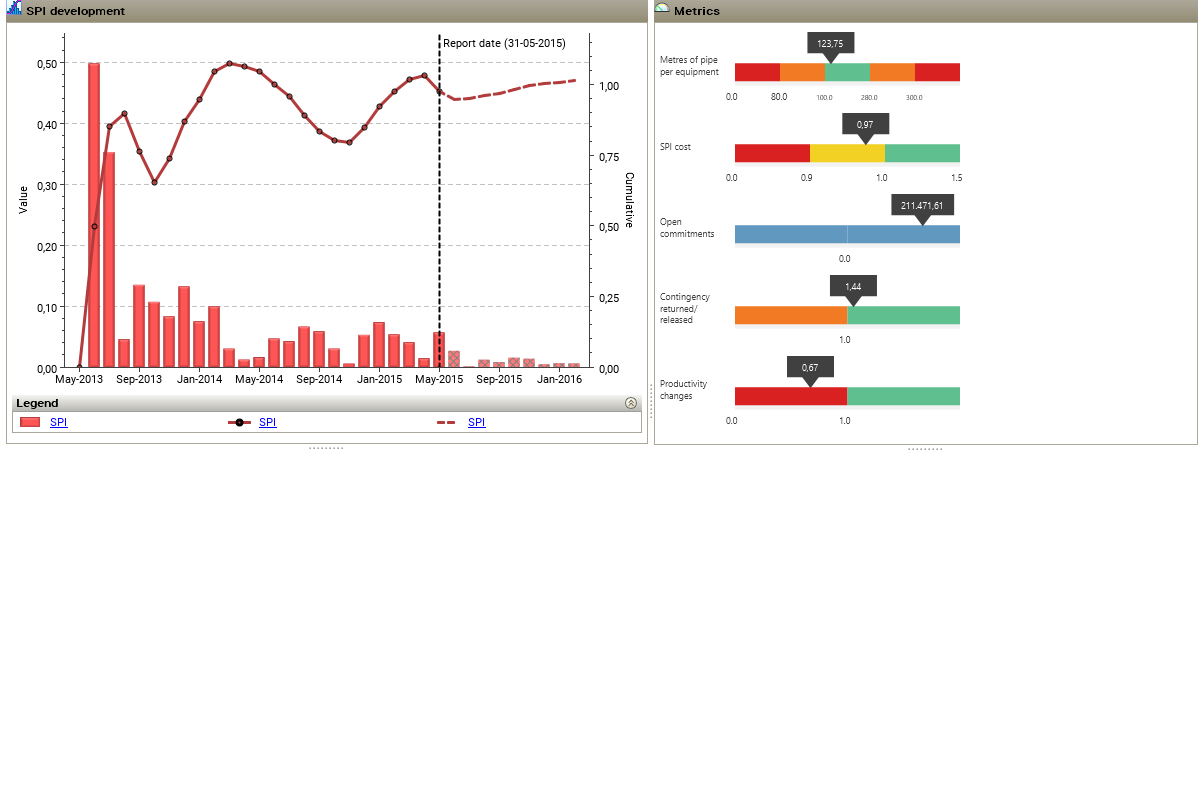 SPI development
Report date (31-05-2015)
Value
0,50
0,40
0,30
0,20
0,10
0,00
Cumulative
1,00
0,75
0,50
0,25
0,00
May-2013 Sep-2013 Jan-2014 May-2014 Sep-2014 Jan-2015 May-2015 Sep-2015 Jan-2016
Legend
SPI SPI SPI
Metrics
123,75
Metres of pipe
per equipment
0.0 80.0 100.0 280.0 300.0
0,97
SPI cost
0.0 0.9 1.0 1.5
211.471,61
Open
commitments
0.0
1,44
Contingency
returned/
released
1.0
0,67
Productivity
changes
0.0 1.0